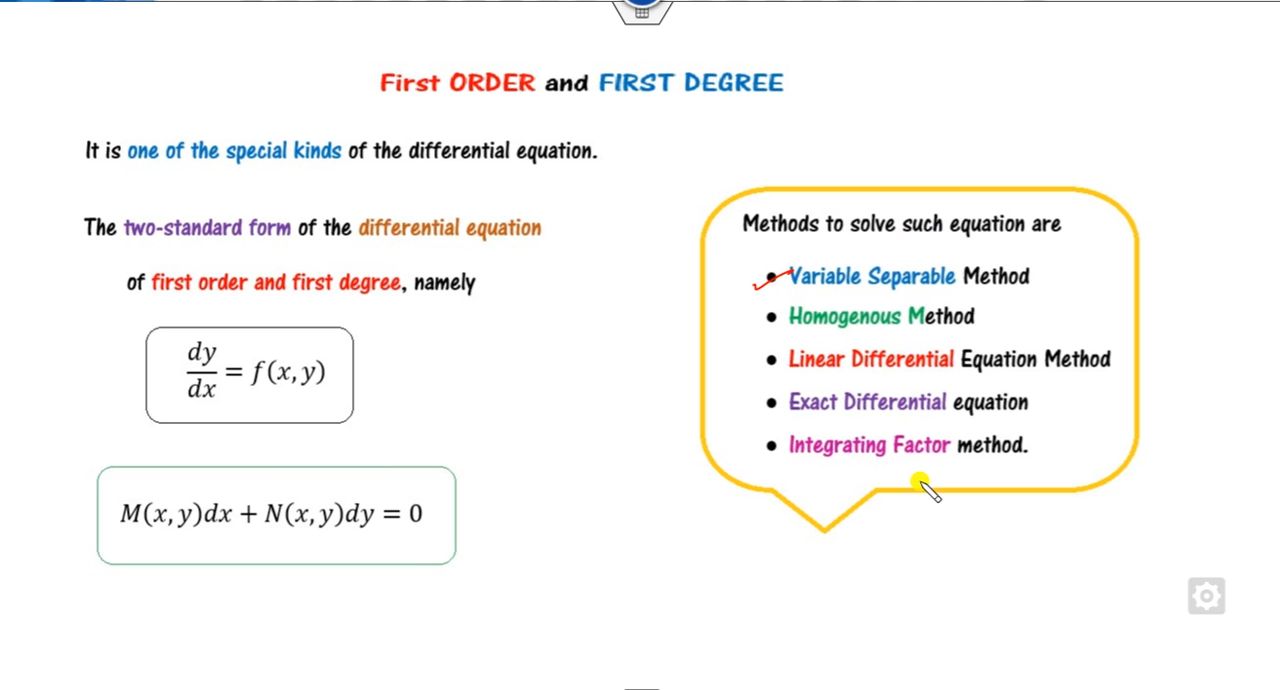 First ORDER and FIRST DEGREE
It is one of the special kinds of the differential equation.
The two-standard form of the differential equation
of first order and first degree, namely
dy/dx = f(x, y)
M(x, y)dx + N(x, y)dy = 0
Methods to solve such equation are
• Variable Separable Method
• Homogenous Method
• Linear Differential Equation Method
• Exact Differential equation
• Integrating Factor method.